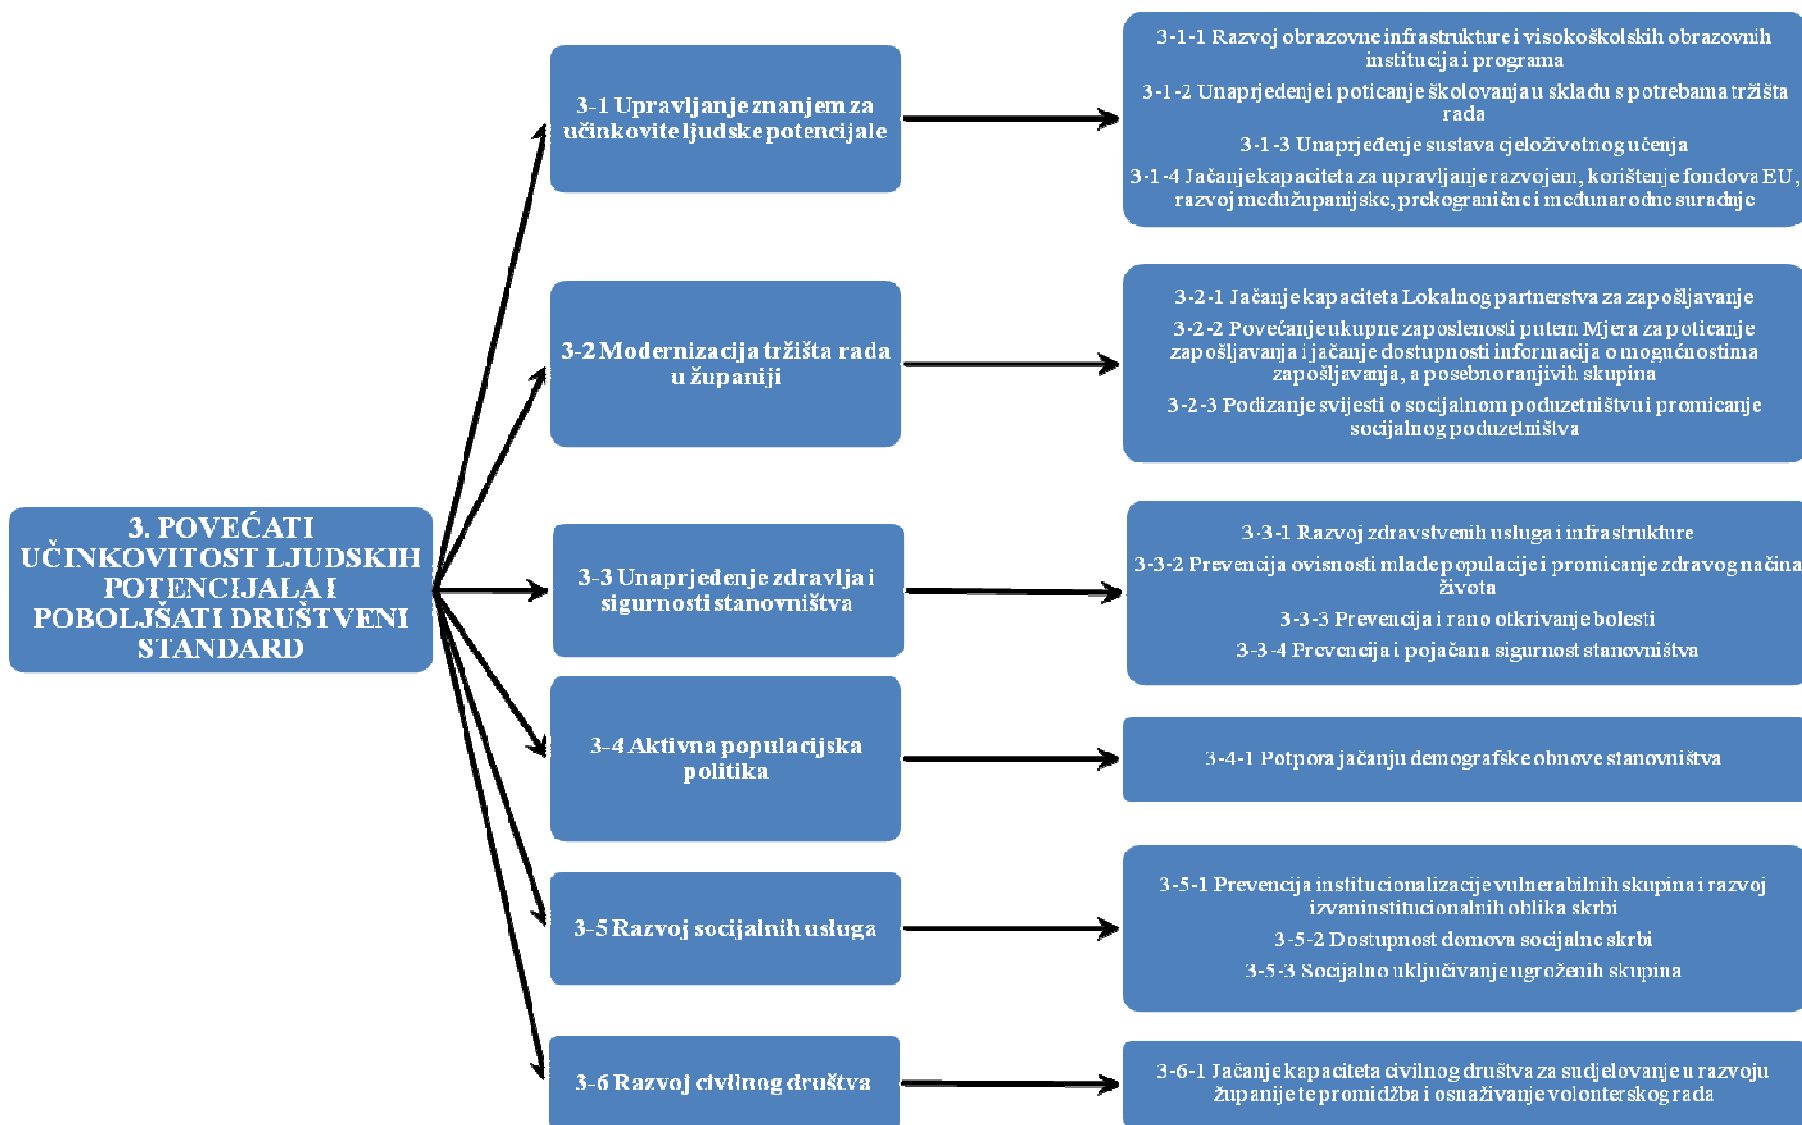 3. POVEĆATI
UČINKOVITOST LJUDSKIH
POTENCIJALA I
POBOLJŠATI DRUŠTVENI
STANDARD
3-1 Upravljanje znanjem za
učinkovite ljudske potencijale
3-1-1 Razvoj obrazovne infrastrukture i visokoškolskih obrazovnih
institucija i programa
3-1-2 Unaprjeđenje i poticanje školovanja u skladu s potrebama tržišta
rada
3-1-3 Unaprjeđenje sustava cjeloživotnog učenja
3-1-4 Jačanje kapaciteta za upravljanje razvojem, korištenje fondova EU,
razvoj međužupanijske, prekogranične i međunarodne suradnje
3-2 Modernizacija tržišta rada
u županiji
3-2-1 Jačanje kapaciteta Lokalnog partnerstva za zapošljavanje
3-2-2 Povećanje ukupne zaposlenosti putem Mjera za poticanje
zapošljavanja i jačanje dostupnosti informacija o mogućnostima
zapošljavanja, a posebno ranjivih skupina
3-2-3 Podizanje svijesti o socijalnom poduzetništvu i promicanje
socijalnog poduzetništva
3-3 Unaprjeđenje zdravlja i
sigurnosti stanovništva
3-3-1 Razvoj zdravstvenih usluga i infrastrukture
3-3-2 Prevencija ovisnosti mlade populacije i promicanje zdravog načina
života
3-3-3 Prevencija i rano otkrivanje bolesti
3-3-4 Prevencija i pojačana sigurnost stanovništva
3-4 Aktivna populacijska
politika
3-4-1 Potpora jačanju demografske obnove stanovništva
3-5 Razvoj socijalnih usluga
3-5-1 Prevencija institucionalizacije vulnerabilnih skupina i razvoj
izvaninstitucionalnih oblika skrbi
3-5-2 Dostupnost domova socijalne skrbi
3-5-3 Socijalno uključivanje ugroženih skupina
3-6 Razvoj civilnog društva
3-6-1 Jačanje kapaciteta civilnog društva za sudjelovanje u razvoju
županije te promidžba i osnaživanje volonterskog rada